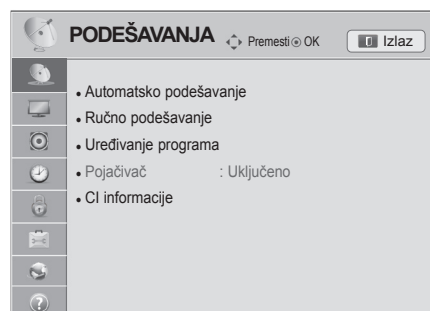 PODEŠAVANJA Premesti OK Izlaz
• Automatsko podešavanje
• Ručno podešavanje
• Uređivanje programa
• Pojačivač : Uključeno
• CI informacije